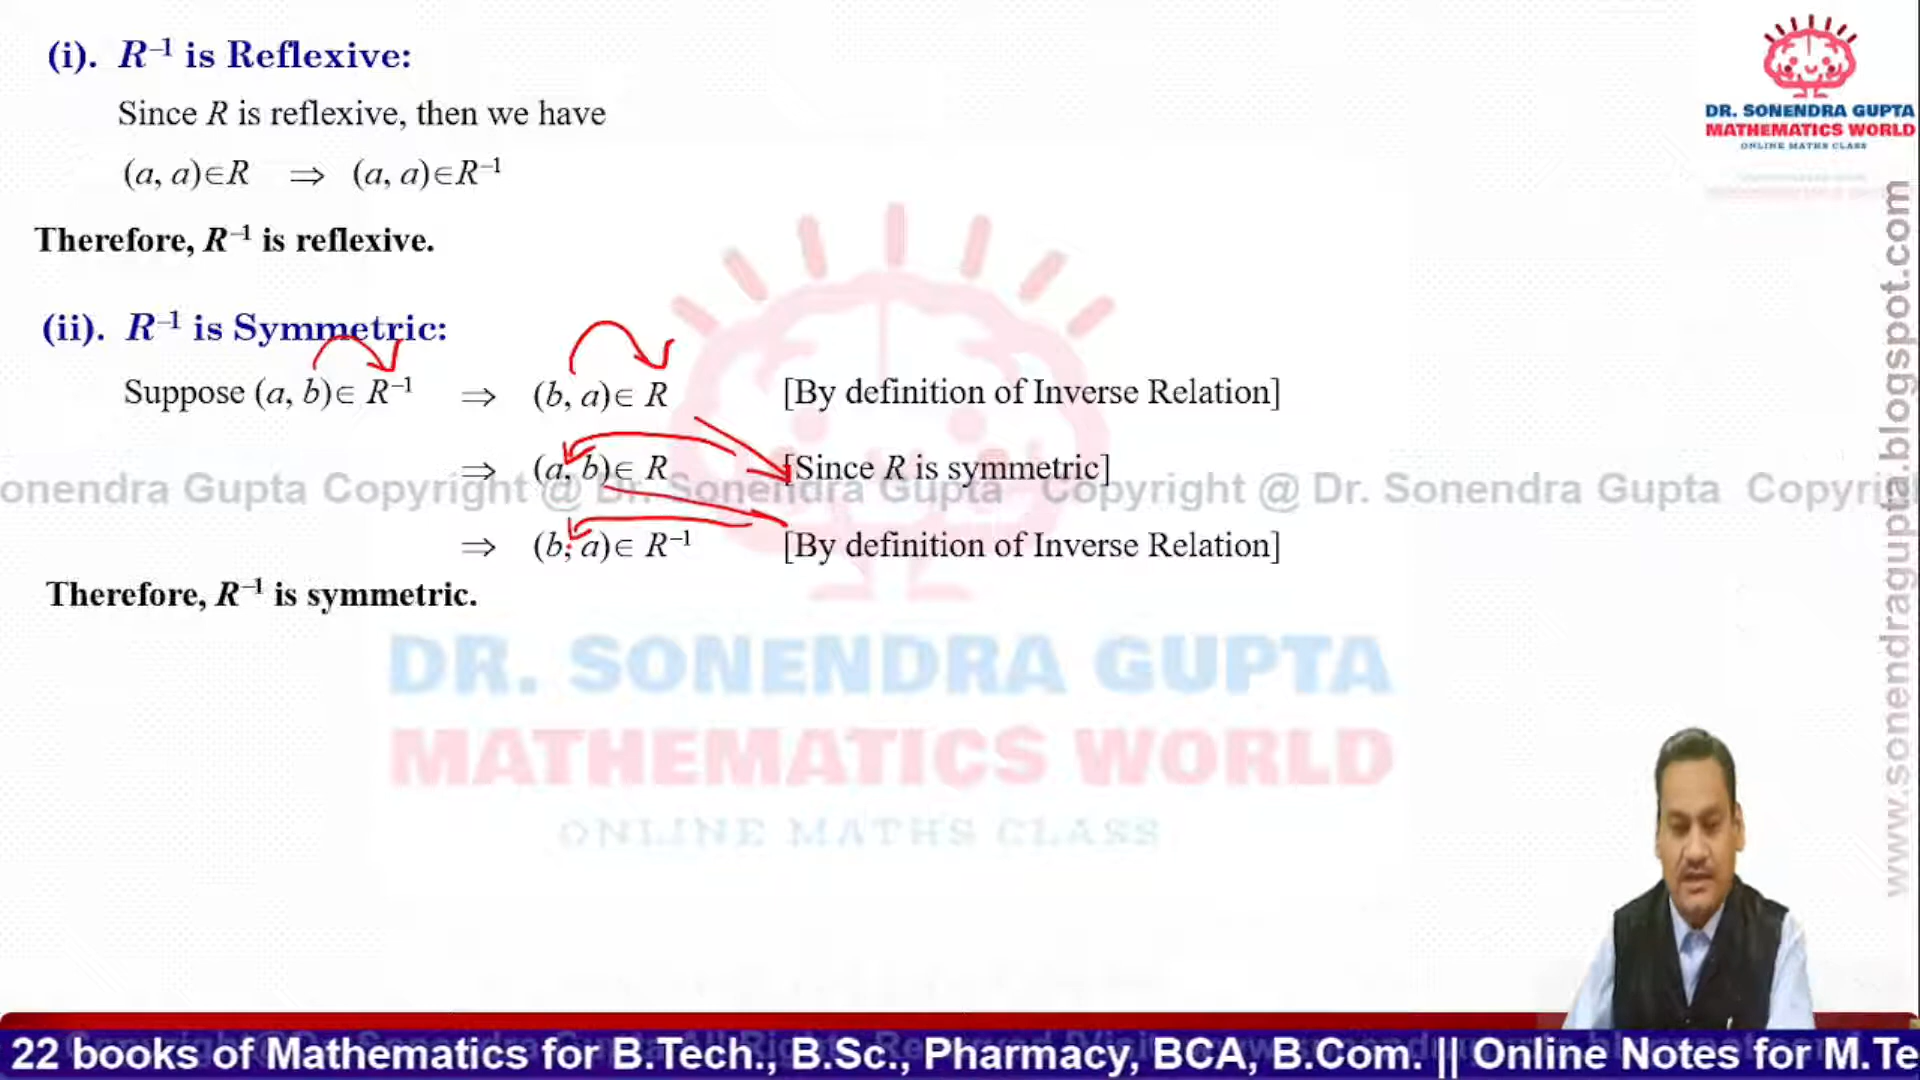 (i). R⁻¹ is Reflexive:
Since R is reflexive, then we have
(a, a)∈R ⇒ (a, a)∈R⁻¹
Therefore, R⁻¹ is reflexive.
(ii). R⁻¹ is Symmetric:
Suppose (a, b)∈ R⁻¹ ⇒ (b, a)∈ R [By definition of Inverse Relation]
⇒ (a, b)∈ R [Since R is symmetric]
onendra Gupta Copyright @ Dr. Sonendra Gupta Copyright @ Dr. Sonendra Gupta Copyri
⇒ (b, a)∈ R⁻¹ [By definition of Inverse Relation]
Therefore, R⁻¹ is symmetric.
DR. SONENDRA GUPTA
MATHEMATICS WORLD
ONLINE MATHS CLASS
DR. SONENDRA GUPTA
MATHEMATICS WORLD
ONLINE MATHS CLASS
www.sonendragupta.blogspot.com
22 books of Mathematics for B.Tech., B.Sc., Pharmacy, BCA, B.Com. || Online Notes for M.Te